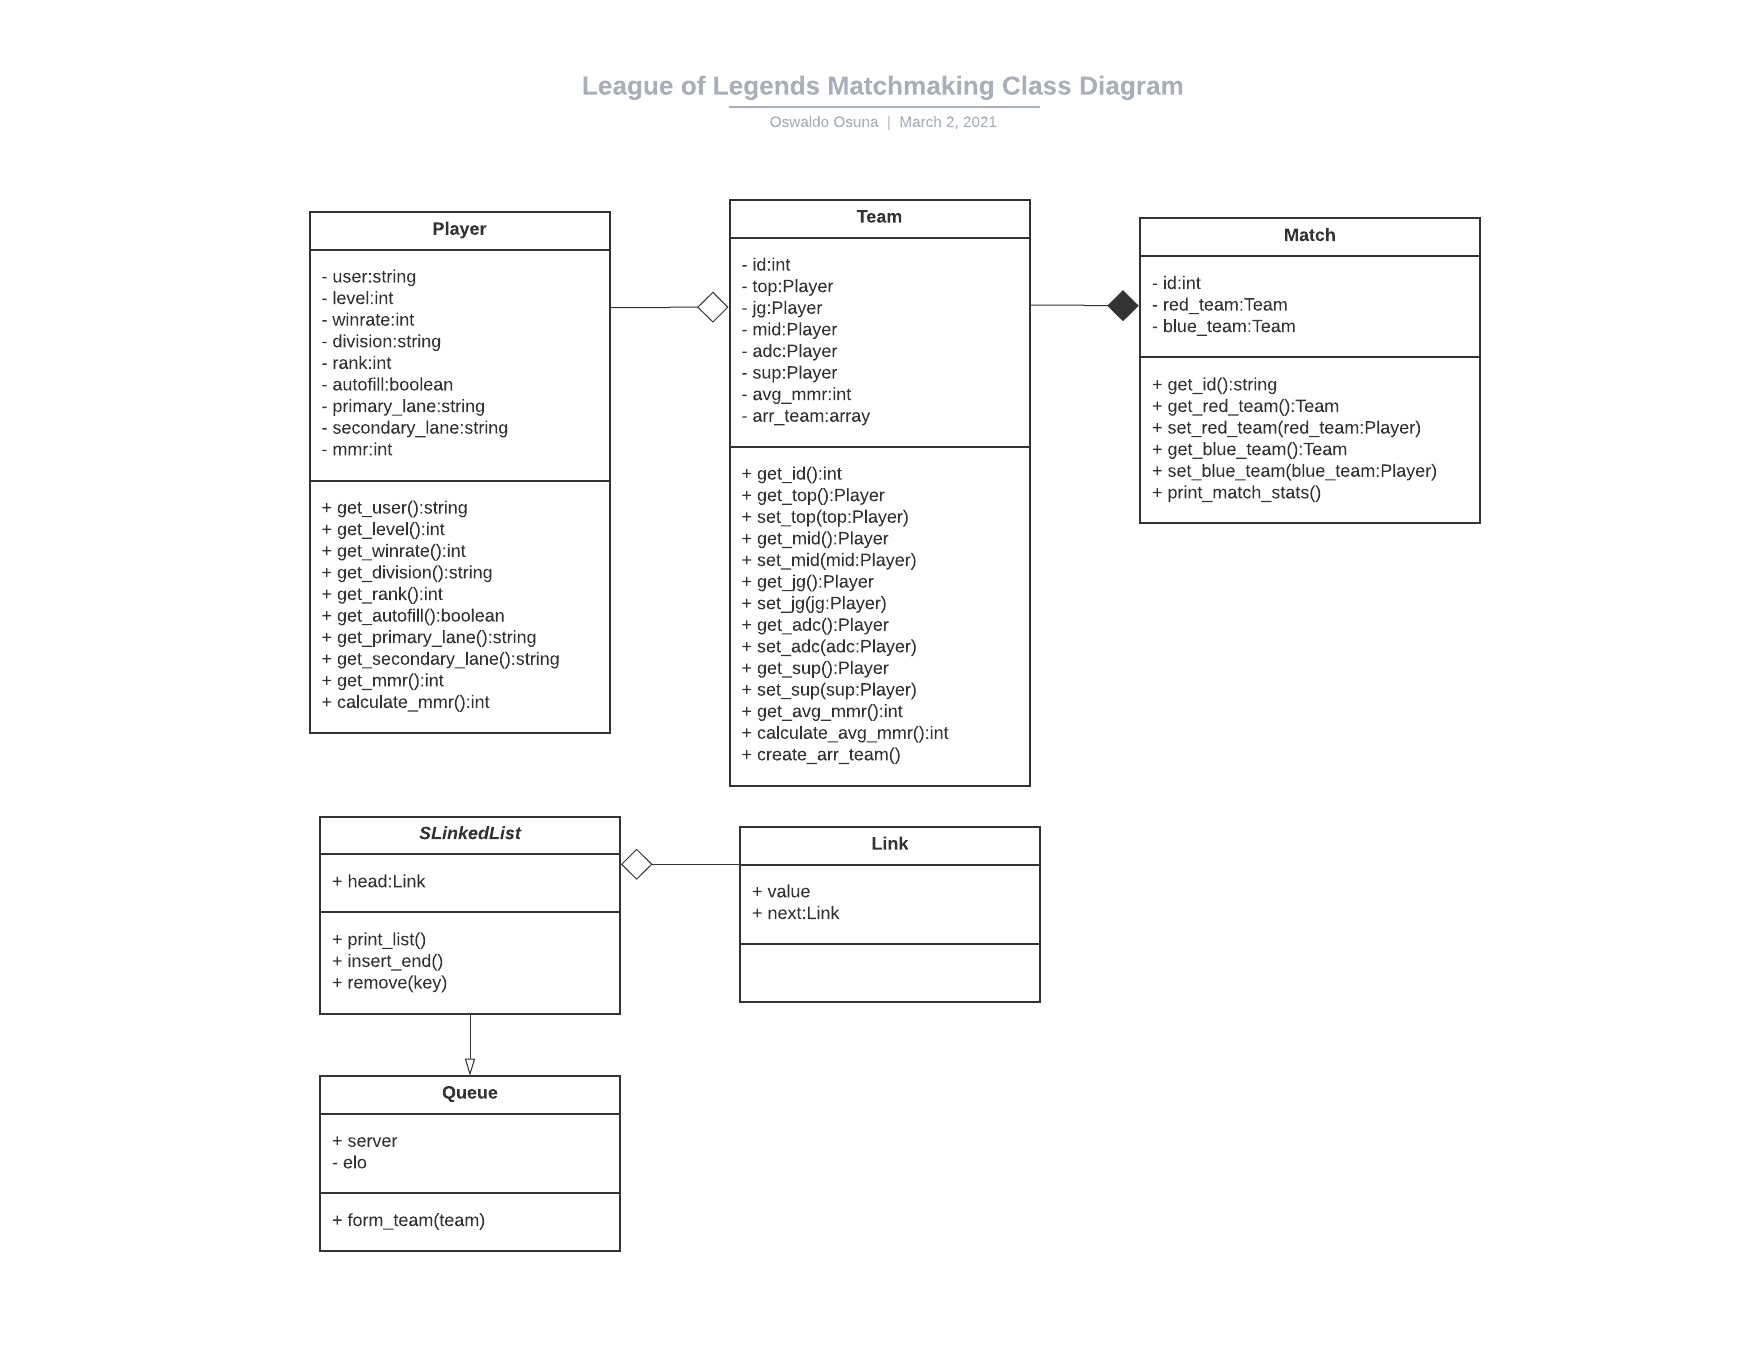 League of Legends Matchmaking Class Diagram
Oswaldo Osuna | March 2, 2021
Player
- user:string
- level:int
- winrate:int
- division:string
- rank:int
- autofill:boolean
- primary_lane:string
- secondary_lane:string
- mmr:int
+ get_user():string
+ get_level():int
+ get_winrate():int
+ get_division():string
+ get_rank():int
+ get_autofill():boolean
+ get_primary_lane():string
+ get_secondary_lane():string
+ get_mmr():int
+ calculate_mmr():int
Team
- id:int
- top:Player
- jg:Player
- mid:Player
- adc:Player
- sup:Player
- avg_mmr:int
- arr_team:array
+ get_id():int
+ get_top():Player
+ set_top(top:Player)
+ get_mid():Player
+ set_mid(mid:Player)
+ get_jg():Player
+ set_jg(jg:Player)
+ get_adc():Player
+ set_adc(adc:Player)
+ get_sup():Player
+ set_sup(sup:Player)
+ get_avg_mmr():int
+ calculate_avg_mmr():int
+ create_arr_team()
Match
- id:int
- red_team:Team
- blue_team:Team
+ get_id():string
+ get_red_team():Team
+ set_red_team(red_team:Player)
+ get_blue_team():Team
+ set_blue_team(blue_team:Player)
+ print_match_stats()
SLinkedList
+ head:Link
+ print_list()
+ insert_end()
+ remove(key)
Link
+ value
+ next:Link
Queue
+ server
- elo
+ form_team(team)